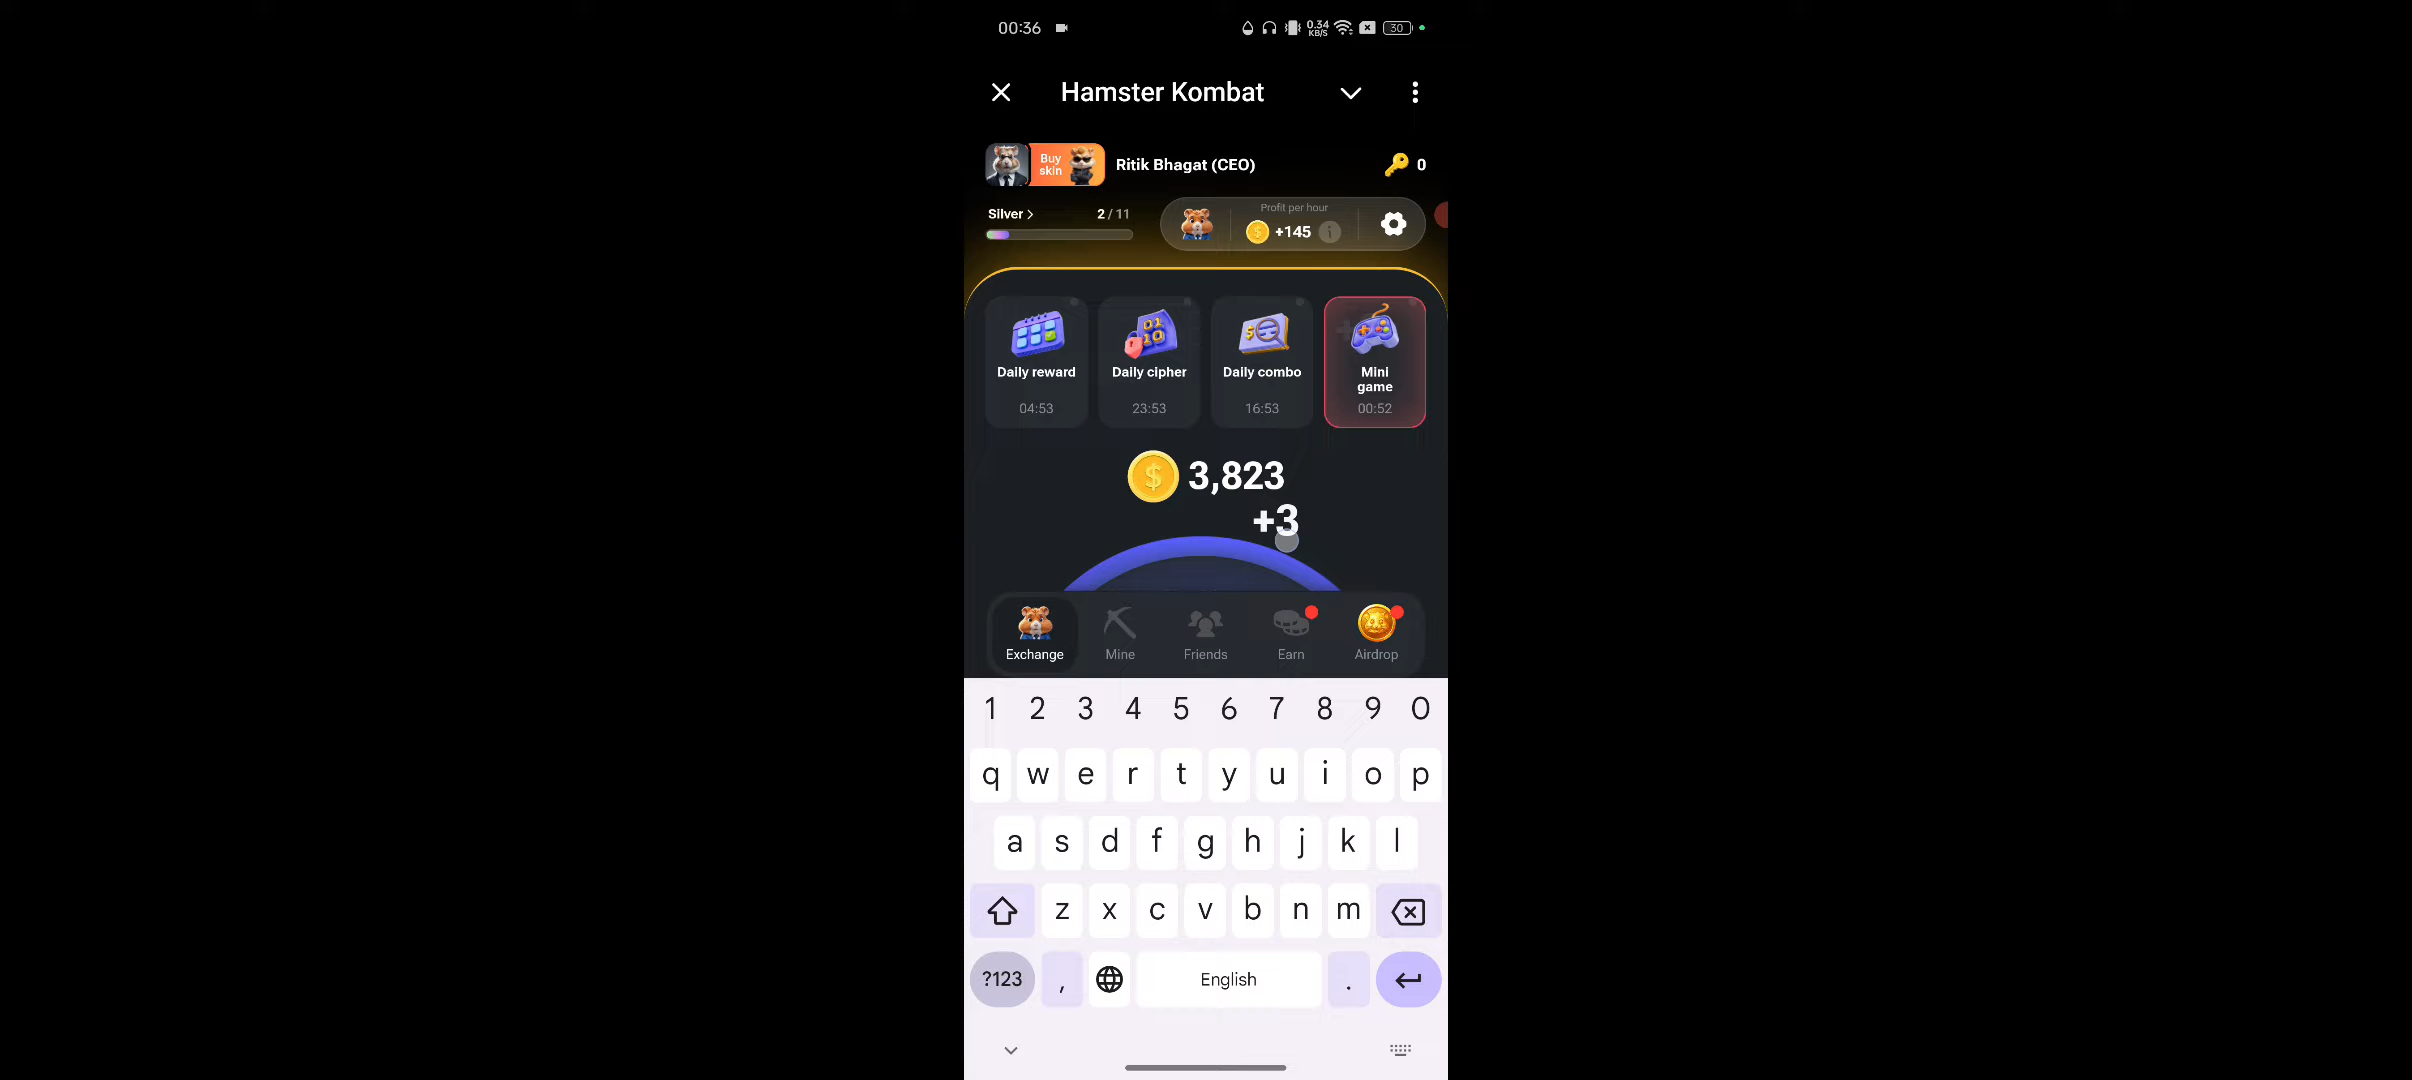 00:36
0.34
KB/S
30
Hamster Kombat
Buy
skin
Ritik Bhagat (CEO)
0
Silver >
2 / 11
Profit per hour
$ +145 i
01
10
Daily reward
Daily cipher
Daily combo
Mini
game
04:53
23:53
16:53
00:52
$ 3,823
+3
Exchange
Mine
Friends
Earn
Airdrop
1 2 3 4 5 6 7 8 9 0
q w e r t y u i o p
a s d f g h j k l
z x c v b n m
?123 , English .